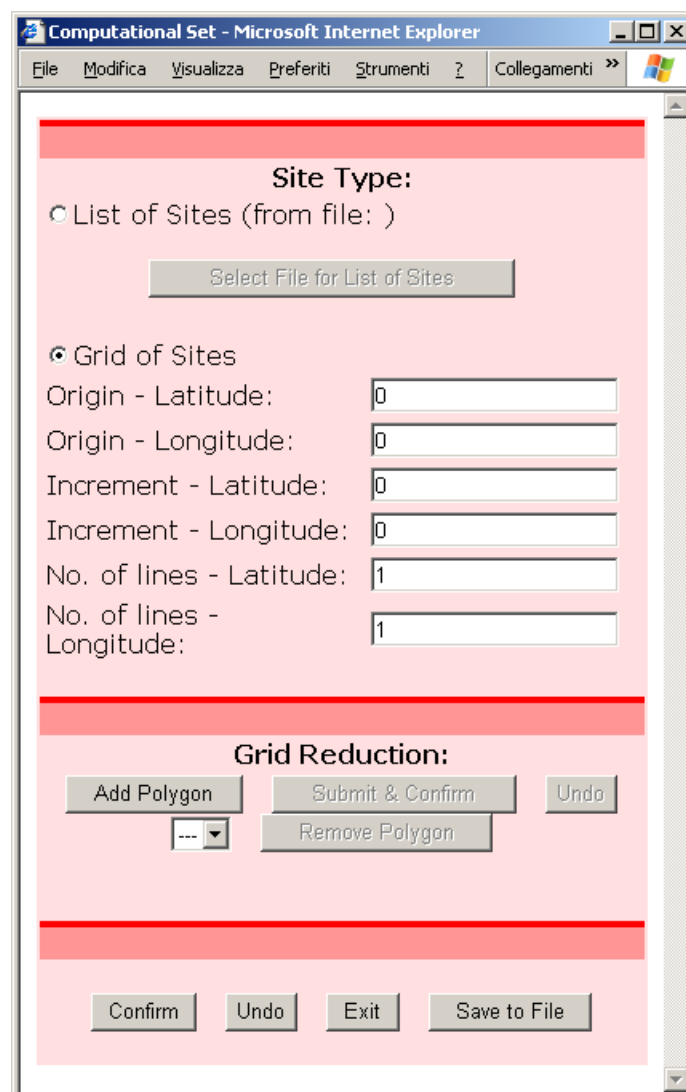 Computational Set - Microsoft Internet Explorer
File Modifica Visualizza Preferiti Strumenti ? Collegamenti »
Site Type:
List of Sites (from file: )
Select File for List of Sites
Grid of Sites
Origin - Latitude: 0
Origin - Longitude: 0
Increment - Latitude: 0
Increment - Longitude: 0
No. of lines - Latitude: 1
No. of lines -
Longitude: 1
Grid Reduction:
Add Polygon Submit & Confirm Undo
--- Remove Polygon
Confirm Undo Exit Save to File